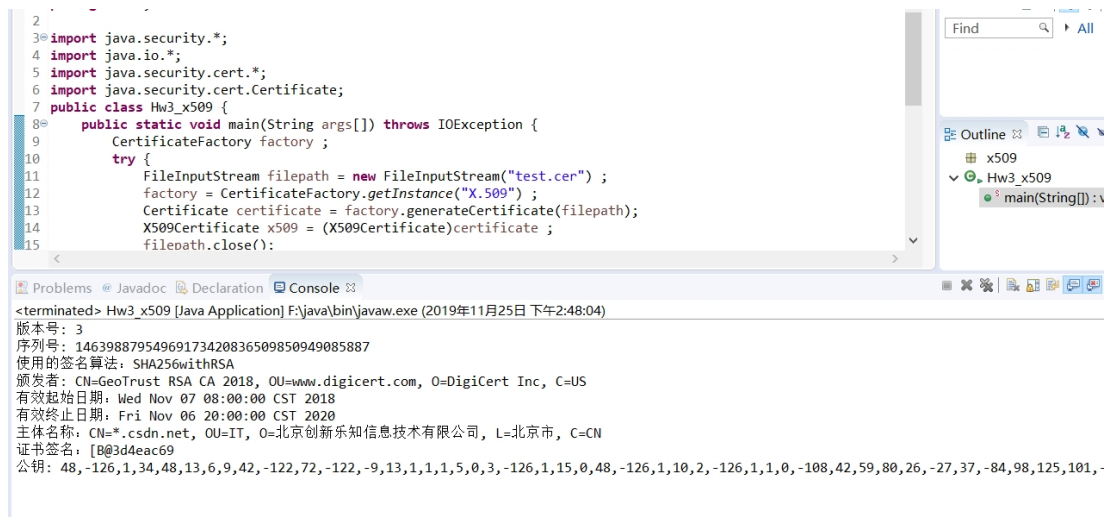 2
3 import java.security.*;
4 import java.io.*;
5 import java.security.cert.*;
6 import java.security.cert.Certificate;
7 public class Hw3_x509 {
8 public static void main(String args[]) throws IOException {
9 CertificateFactory factory ;
10 try {
11 FileInputStream filepath = new FileInputStream("test.cer") ;
12 factory = CertificateFactory.getInstance("X.509") ;
13 Certificate certificate = factory.generateCertificate(filepath);
14 X509Certificate x509 = (X509Certificate)certificate ;
15 filepath.close();
Find
All
Outline
x509
Hw3_x509
main(String[]) : v
Problems Javadoc Declaration Console
<terminated> Hw3_x509 [Java Application] F:\java\bin\javaw.exe (2019年11月25日 下午2:48:04)
版本号: 3
序列号: 14639887954969173420836509850949085887
使用的签名算法: SHA256withRSA
颁发者: CN=GeoTrust RSA CA 2018, OU=www.digicert.com, O=DigiCert Inc, C=US
有效起始日期: Wed Nov 07 08:00:00 CST 2018
有效终止日期: Fri Nov 06 20:00:00 CST 2020
主体名称: CN=*.csdn.net, OU=IT, O=北京创新乐知信息技术有限公司, L=北京市, C=CN
证书签名: [B@3d4eac69
公钥: 48,-126,1,34,48,13,6,9,42,-122,72,-122,-9,13,1,1,1,5,0,3,-126,1,15,0,48,-126,1,10,2,-126,1,1,0,-108,42,59,80,26,-27,37,-84,98,125,101,-